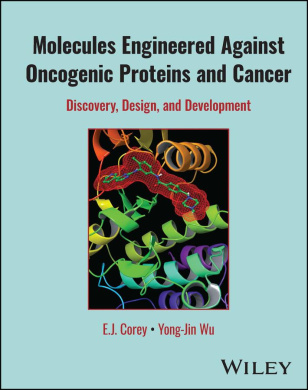 Molecules Engineered Against
Oncogenic Proteins and Cancer
Discovery, Design, and Development
E.J. Corey • Yong-Jin Wu
WILEY